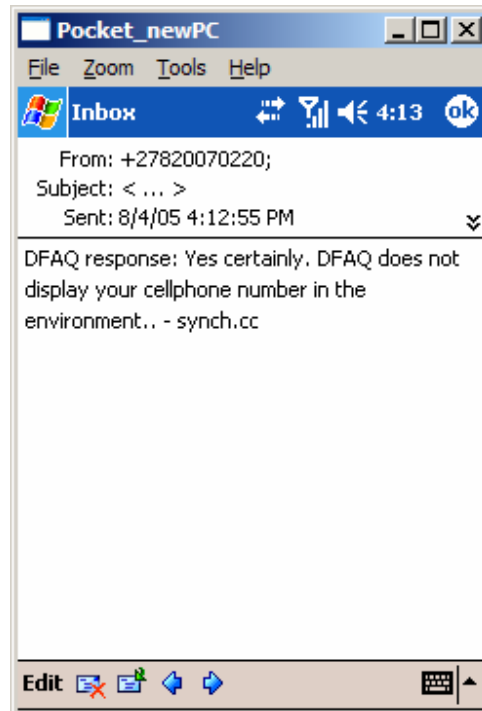 Pocket_newPC
File Zoom Tools Help
Inbox 4:13 ok
From: +27820070220;
Subject: < ... >
Sent: 8/4/05 4:12:55 PM
DFAQ response: Yes certainly. DFAQ does not
display your cellphone number in the
environment.. - synch.cc
Edit